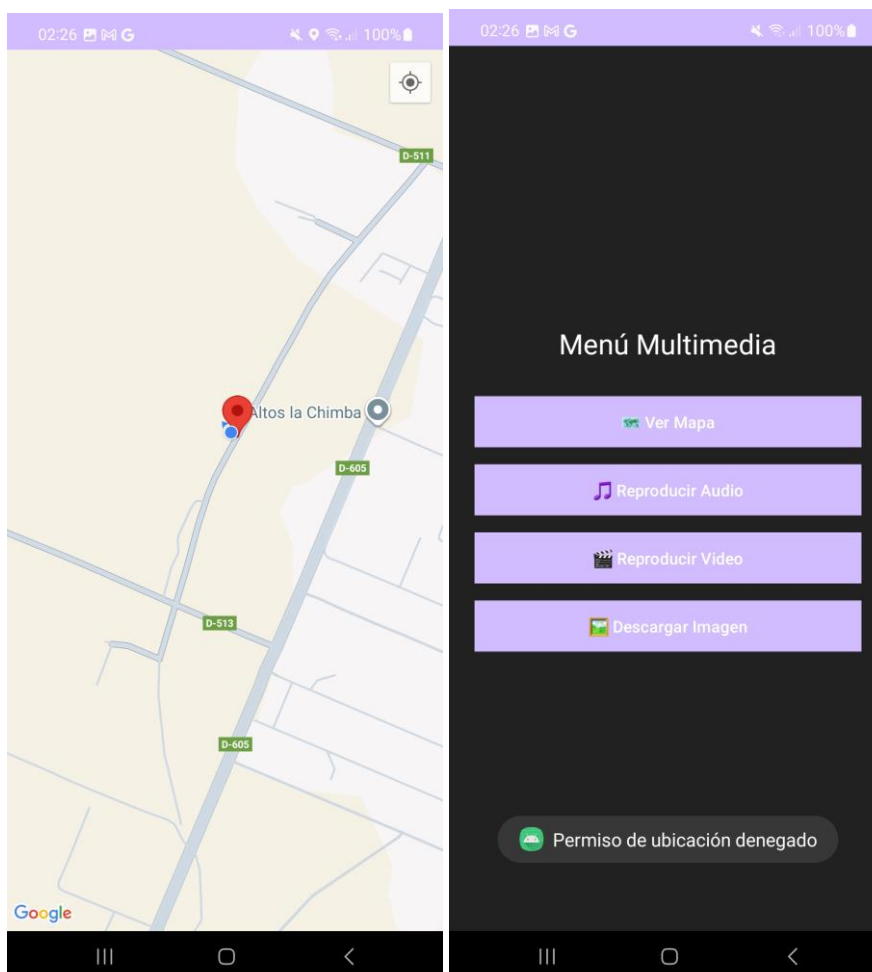 02:26 G 100%
D-511
Altos la Chimba
D-605
D-513
D-605
Google
02:26 G 100%
Menú Multimedia
Ver Mapa
Reproducir Audio
Reproducir Video
Descargar Imagen
Permiso de ubicación denegado